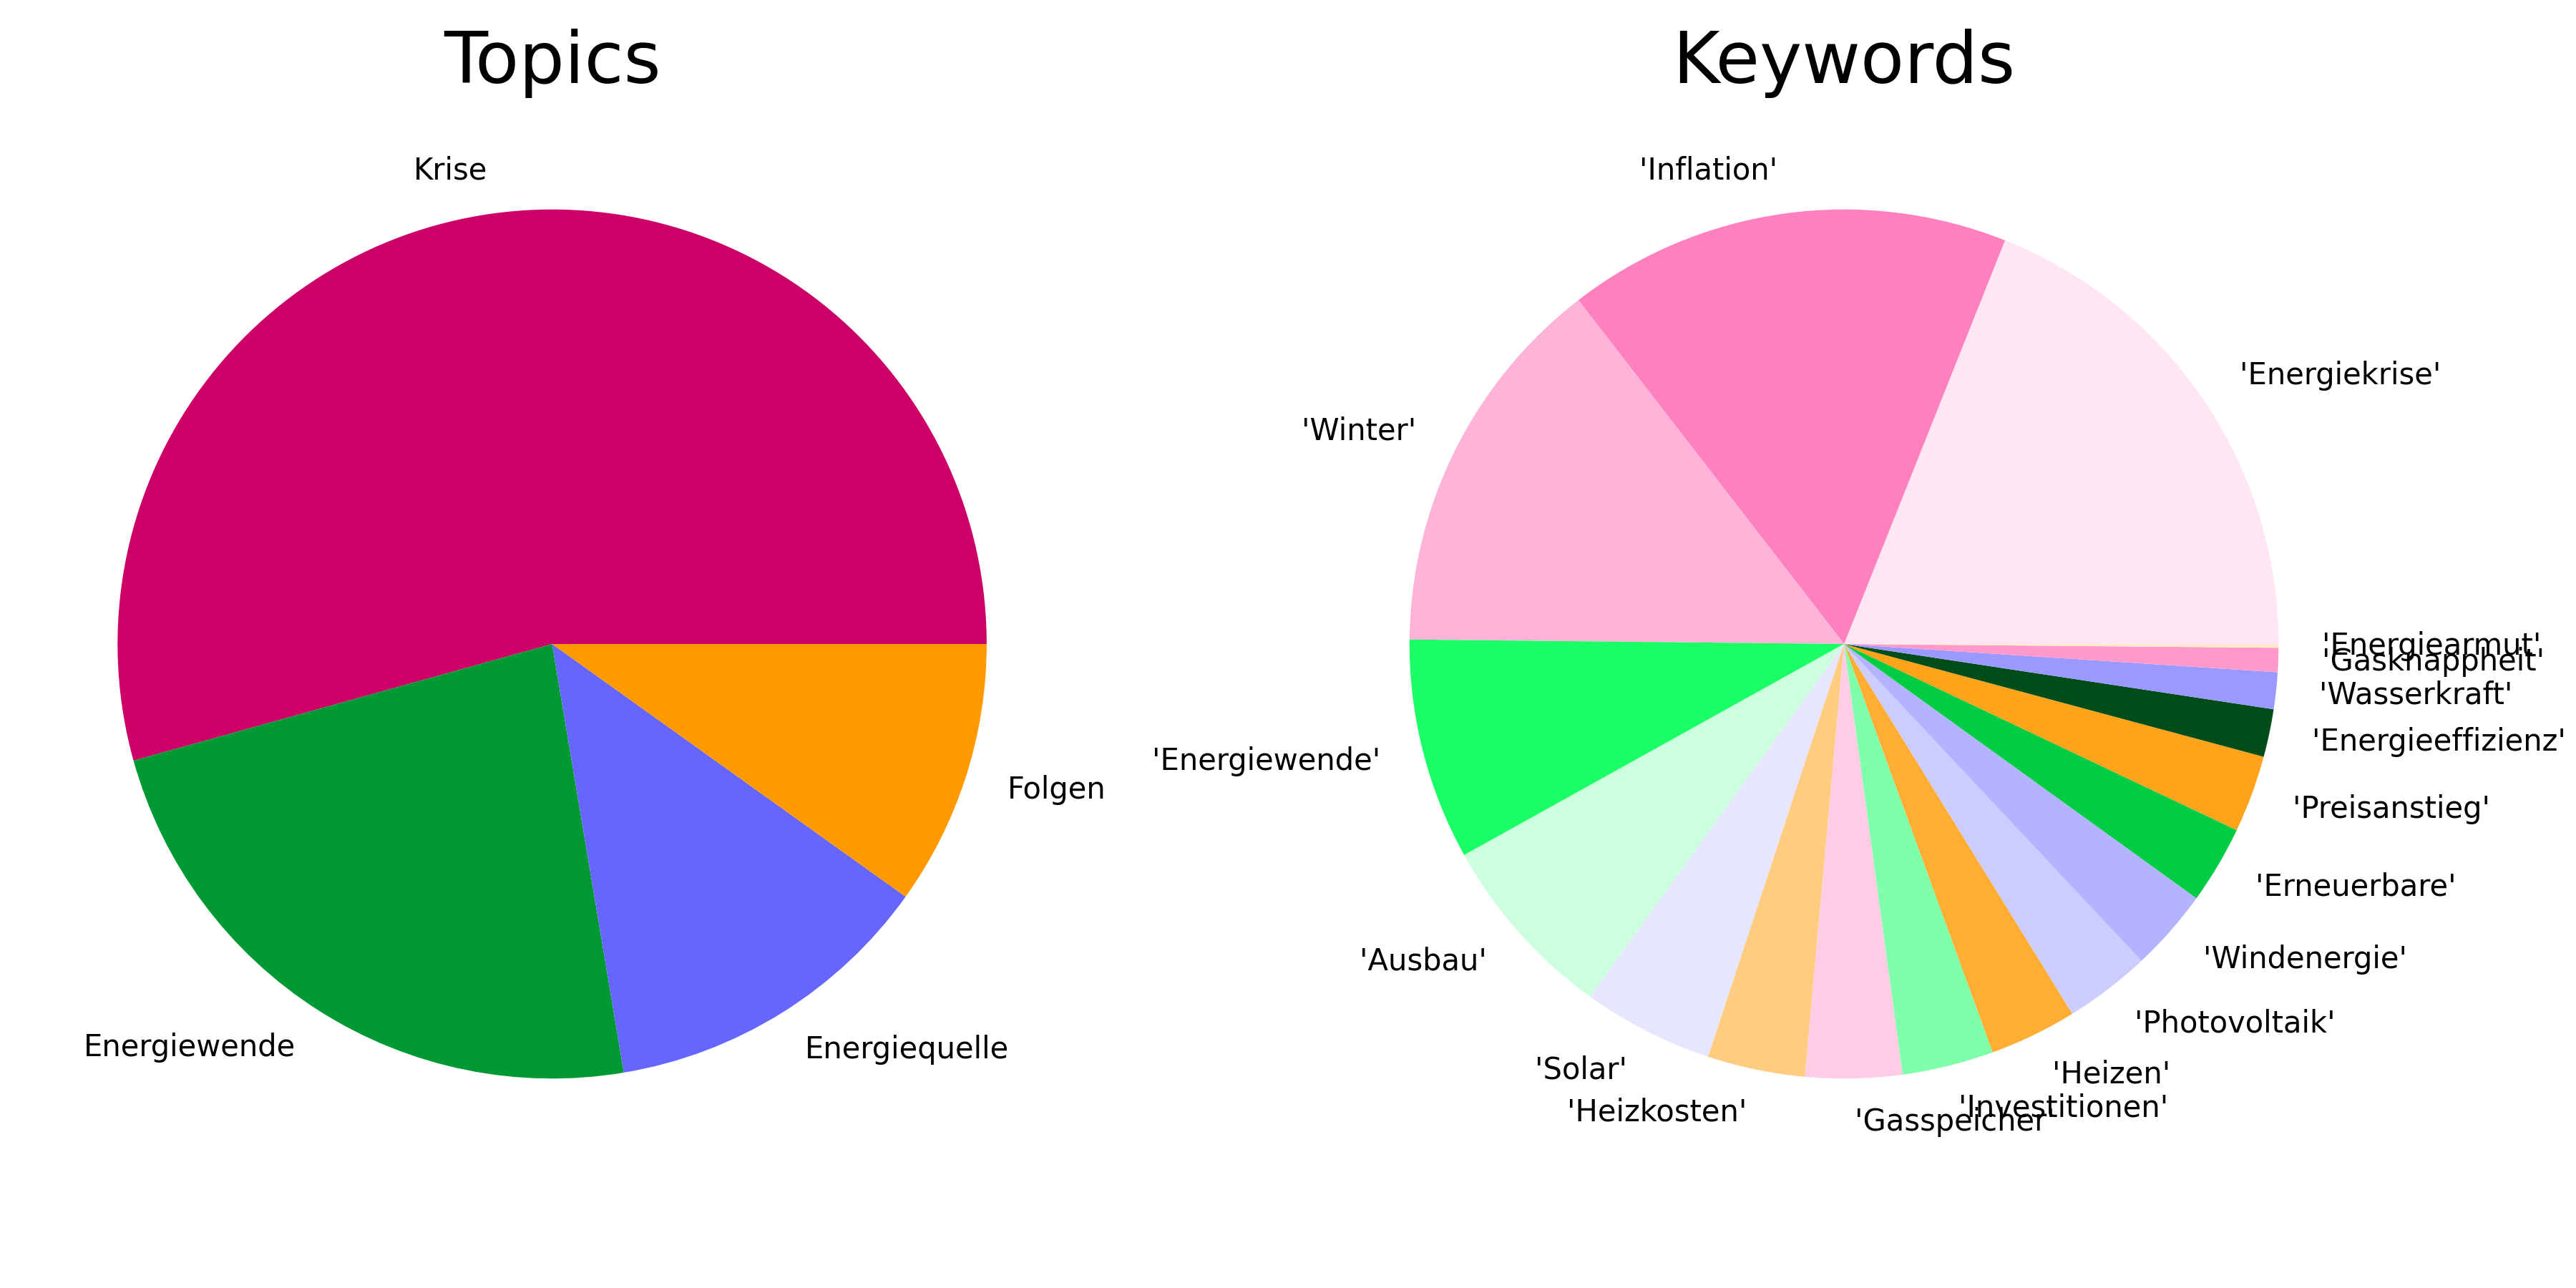 Topics
Krise
Energiewende
Energiequelle
Folgen
Keywords
'Energiekrise'
'Inflation'
'Winter'
'Energiewende'
'Ausbau'
'Solar'
'Heizkosten'
'Gasspeicher'
'Investitionen'
'Heizen'
'Photovoltaik'
'Windenergie'
'Erneuerbare'
'Preisanstieg'
'Energieeffizienz'
'Wasserkraft'
'Gasknappheit'
'Energiearmut'